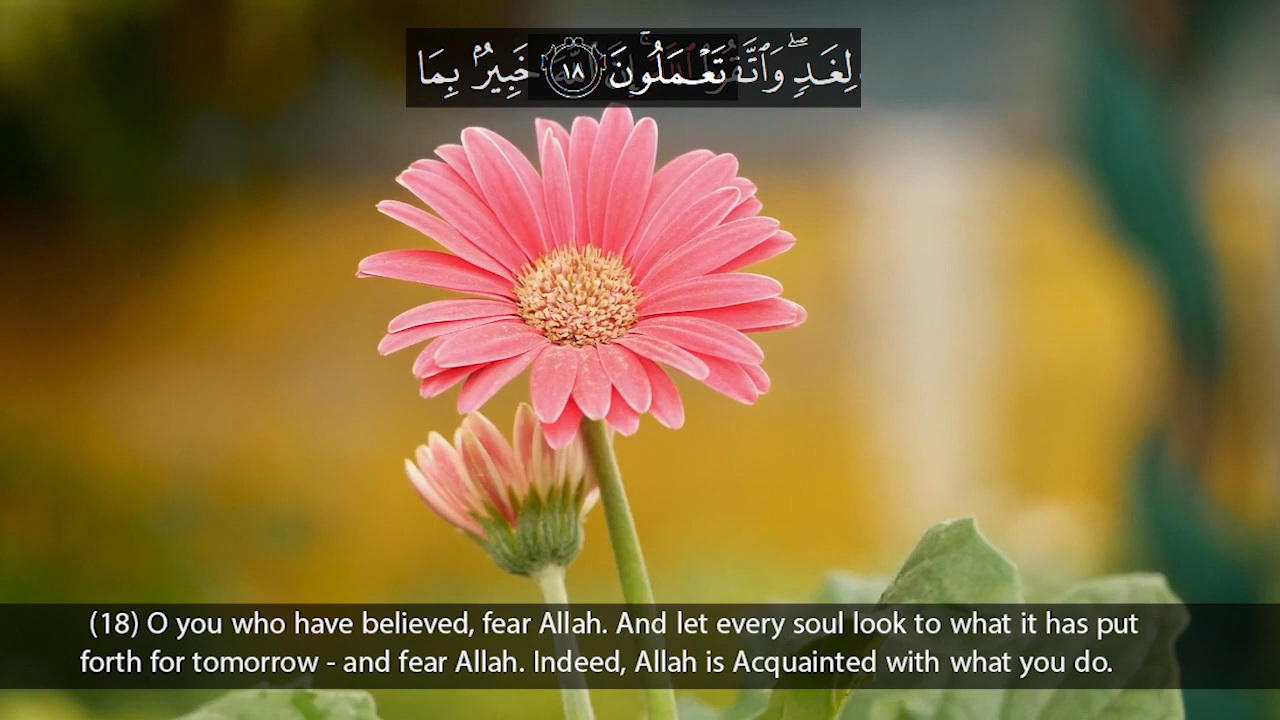 لِغَدٍۖ وَٱتَّقُوا۟ تَعْمَلُونَ ١٨ خَبِيرٌۢ بِمَا
(18) O you who have believed, fear Allah. And let every soul look to what it has put
forth for tomorrow - and fear Allah. Indeed, Allah is Acquainted with what you do.